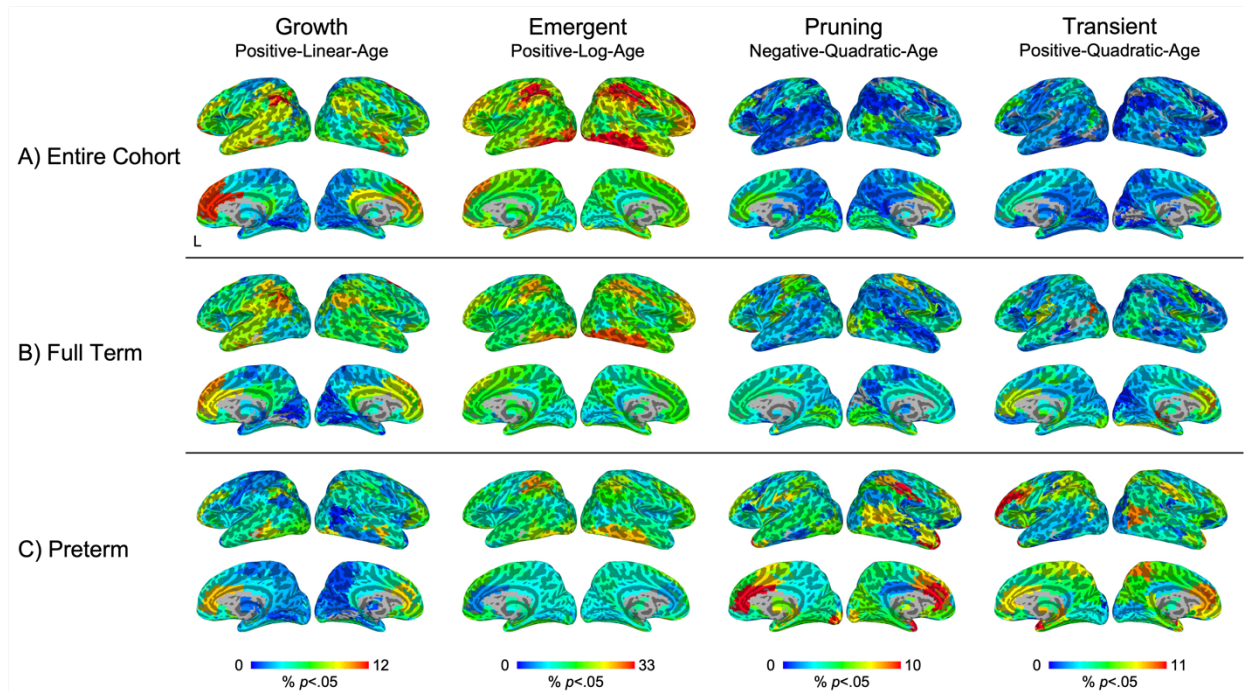 Growth
Positive-Linear-Age
Emergent
Positive-Log-Age
Pruning
Negative-Quadratic-Age
Transient
Positive-Quadratic-Age
A) Entire Cohort
L
B) Full Term
C) Preterm
0 12
% p<.05
0 33
% p<.05
0 10
% p<.05
0 11
% p<.05